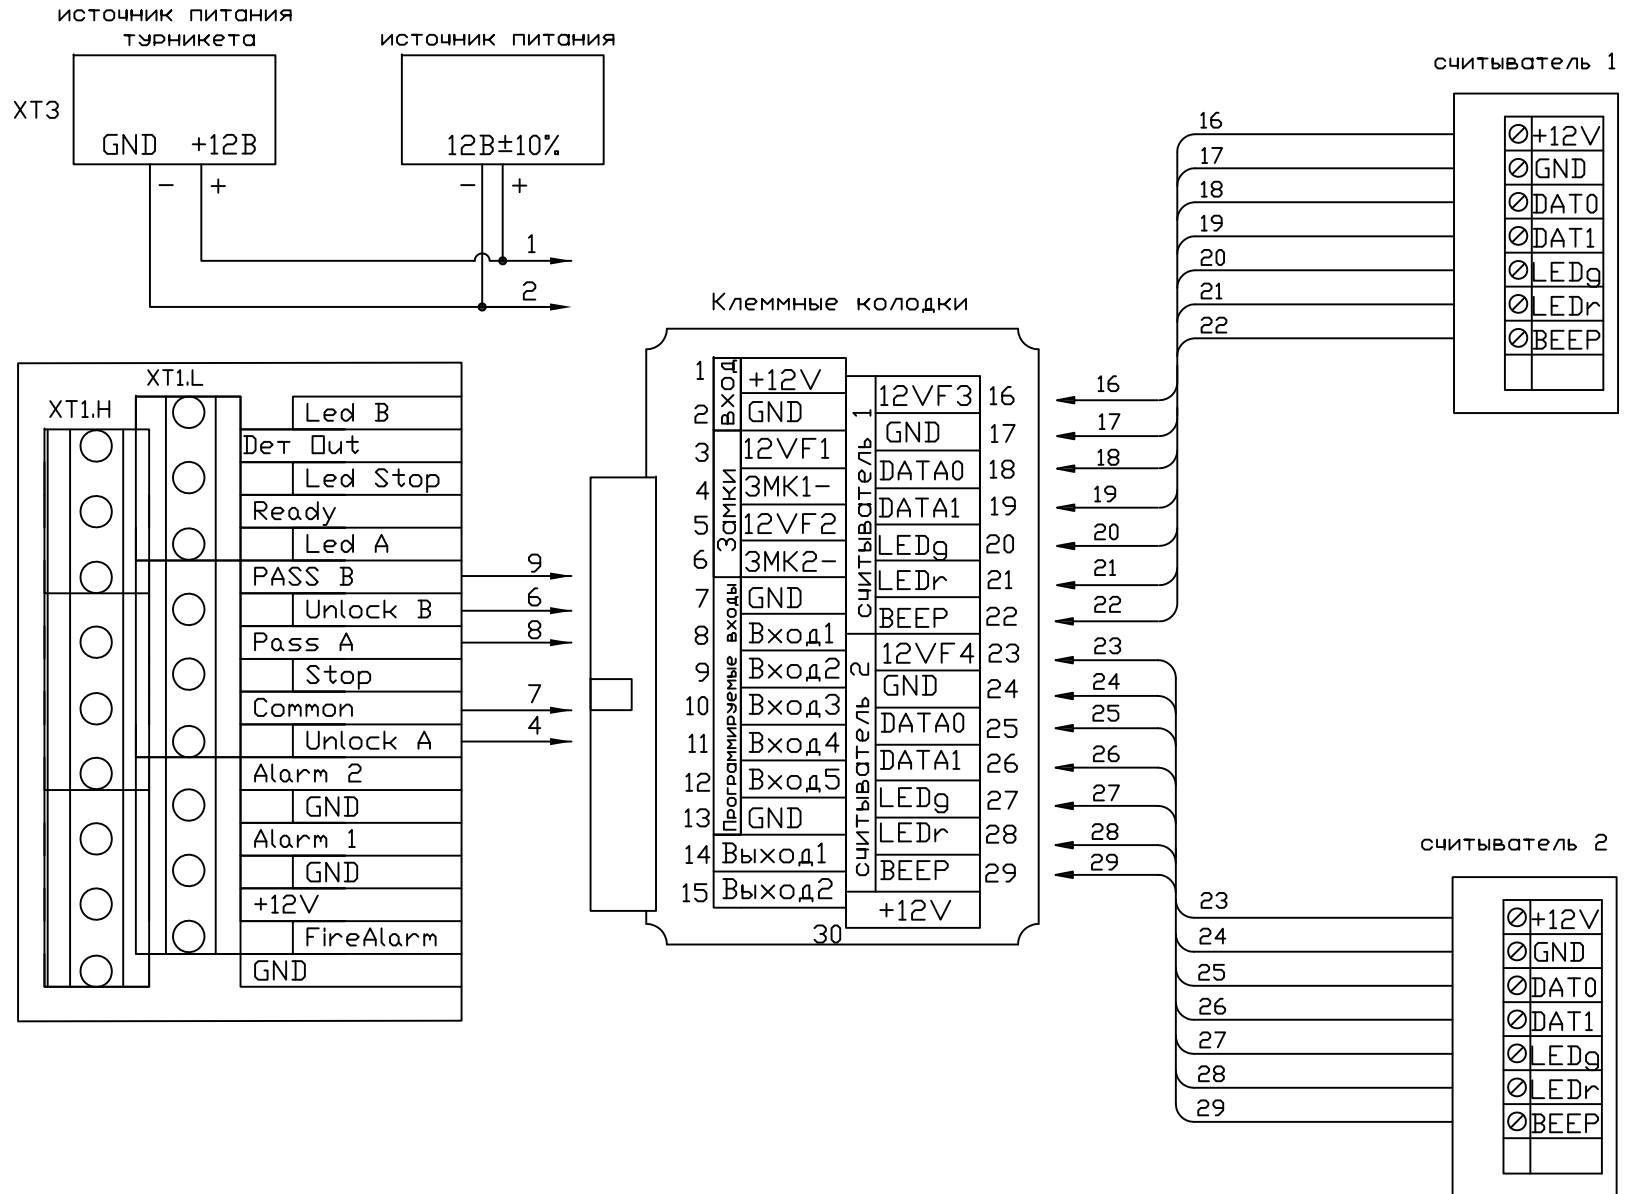 источник питания
турникета
источник питания
XT3
GND +12В
12В±10%
- +
- +
1
2
считыватель 1
16
17
18
19
20
21
22
+12V
GND
DAT0
DAT1
LEDg
LEDr
BEEP
XT1.L
XT1.H
Led B
Деt Out
Led Stop
Ready
Led A
PASS B
Unlock B
Pass A
Stop
Common
Unlock A
Alarm 2
GND
Alarm 1
GND
+12V
FireAlarm
GND
9
6
8
7
4
Клеммные колодки
вход
1 +12V
2 GND
Замки
3 12VF1
4 ЗМК1-
5 12VF2
6 ЗМК2-
Программируемые входы
7 GND
8 Вход1
9 Вход2
10 Вход3
11 Вход4
12 Вход5
13 GND
14 Выход1
15 Выход2
считыватель 1
12VF3 16
GND 17
DATA0 18
DATA1 19
LEDg 20
LEDr 21
BEEP 22
считыватель 2
12VF4 23
GND 24
DATA0 25
DATA1 26
LEDg 27
LEDr 28
BEEP 29
+12V
30
16
17
18
19
20
21
22
23
24
25
26
27
28
29
считыватель 2
23
24
25
26
27
28
29
+12V
GND
DAT0
DAT1
LEDg
LEDr
BEEP